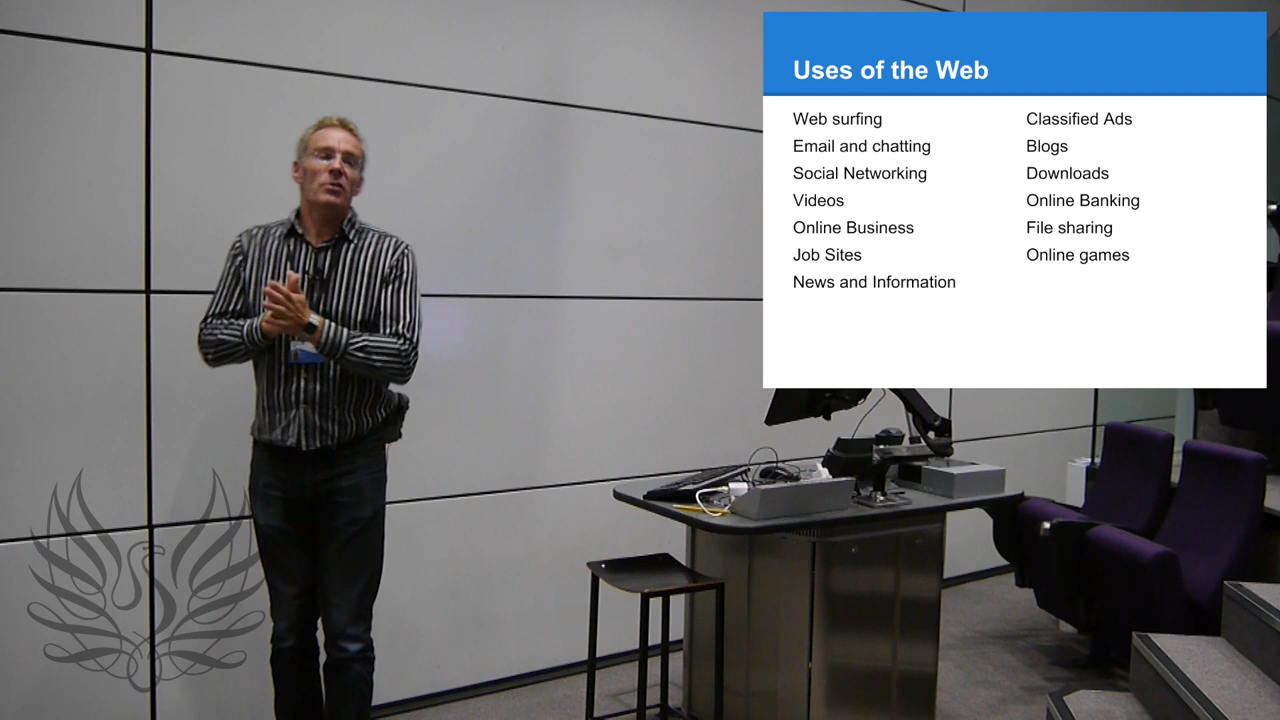 Uses of the Web
Web surfing
Email and chatting
Social Networking
Videos
Online Business
Job Sites
News and Information
Classified Ads
Blogs
Downloads
Online Banking
File sharing
Online games